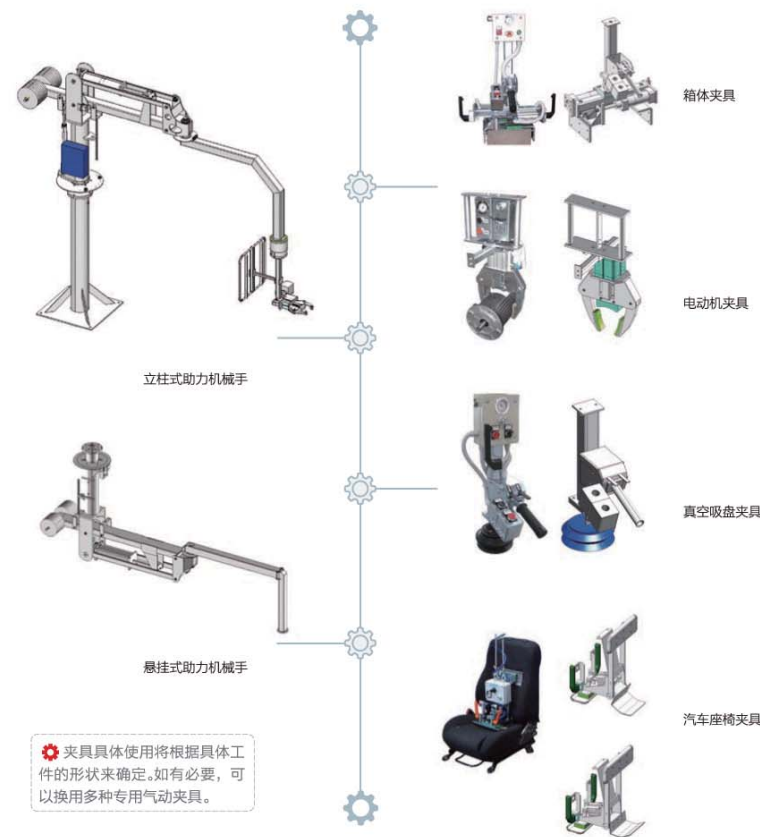 箱体夹具
电动机夹具
立柱式助力机械手
真空吸盘夹具
悬挂式助力机械手
汽车座椅夹具
夹具具体使用将根据具体工
件的形状来确定。如有必要，可
以换用多种专用气动夹具。